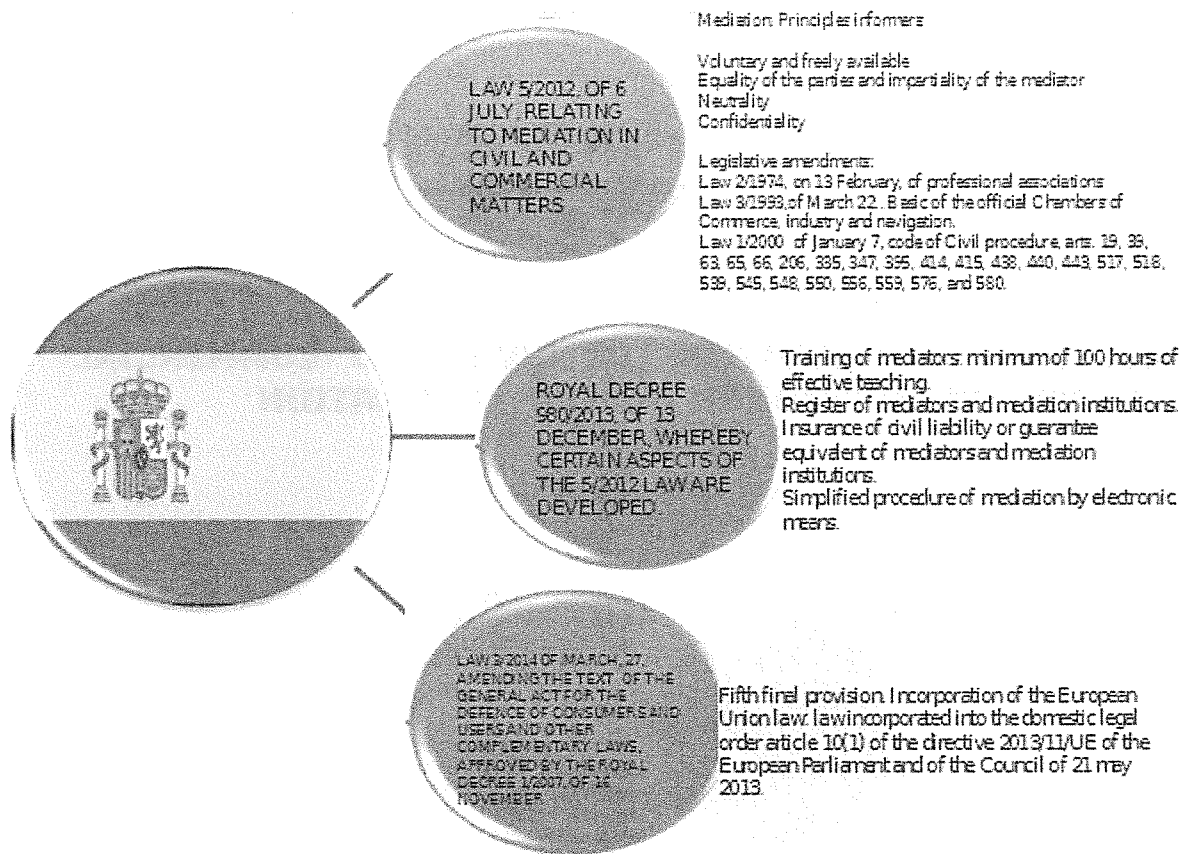 LAW 5/2012, OF 6
JULY, RELATING
TO MEDIATION IN
CIVIL AND
COMMERCIAL
MATTERS
Mediation: Principles informers
Voluntary and freely available
Equality of the parties and impartiality of the mediator
Neutrality
Confidentiality
Legislative amendments:
Law 2/1974, on 13 February, of professional associations
Law 3/1993, of March 22. Basic of the official Chambers of
Commerce, industry and navigation.
Law 1/2000 of January 7, code of Civil procedure, arts. 19, 39,
63, 65, 66, 206, 335, 347, 395, 414, 415, 438, 440, 443, 517, 518,
539, 545, 548, 550, 556, 559, 576, and 580.
ROYAL DECREE
980/2013, OF 13
DECEMBER, WHEREBY
CERTAIN ASPECTS OF
THE 5/2012 LAW ARE
DEVELOPED.
Training of mediators: minimum of 100 hours of
effective teaching.
Register of mediators and mediation institutions.
Insurance of civil liability or guarantee
equivalent of mediators and mediation
institutions.
Simplified procedure of mediation by electronic
means.
LAW 3/2014 OF MARCH, 27,
AMENDING THE TEXT OF THE
GENERAL ACT FOR THE
DEFENCE OF CONSUMERS AND
USERS AND OTHER
COMPLEMENTARY LAWS,
APPROVED BY THE ROYAL
DECREE 1/2007, OF 16
NOVEMBER
Fifth final provision. Incorporation of the European
Union law: law incorporated into the domestic legal
order article 10(1) of the directive 2013/11/UE of the
European Parliament and of the Council of 21 may
2013.